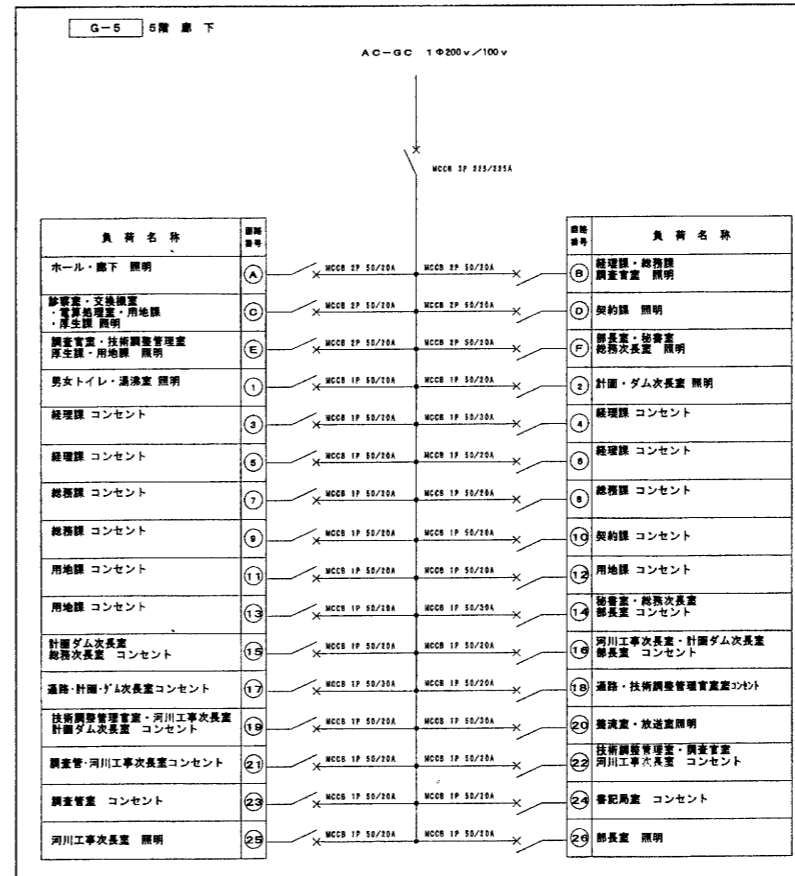 G-5 5階 廊 下
AC-GC 1Φ200v/100v
MCCB 3P 225/225A
負 荷 名 称 回路番号 回路番号 負 荷 名 称
ホール・廊下 照明 A MCCB 2P 50/20A MCCB 2P 50/20A B 経理課・総務課
調査官室 照明
診察室・交換機室
・電算処理室・用地課
・厚生課 照明 C MCCB 2P 50/20A MCCB 2P 50/20A D 契約課 照明
調査官室・技術調整管理室
厚生課・用地課 照明 E MCCB 2P 50/20A MCCB 2P 50/20A F 部長室・秘書室
総務次長室 照明
男女トイレ・湯沸室 照明 1 MCCB 1P 50/20A MCCB 1P 50/20A 2 計画・ダム次長室 照明
経理課 コンセント 3 MCCB 1P 50/20A MCCB 1P 50/30A 4 経理課 コンセント
経理課 コンセント 5 MCCB 1P 50/20A MCCB 1P 50/20A 6 経理課 コンセント
総務課 コンセント 7 MCCB 1P 50/20A MCCB 1P 50/20A 8 総務課 コンセント
総務課 コンセント 9 MCCB 1P 50/20A MCCB 1P 50/20A 10 契約課 コンセント
用地課 コンセント 11 MCCB 1P 50/20A MCCB 1P 50/20A 12 用地課 コンセント
用地課 コンセント 13 MCCB 1P 50/20A MCCB 1P 50/30A 14 秘書室・総務次長室
部長室 コンセント
計画ダム次長室
総務次長室 コンセント 15 MCCB 1P 50/20A MCCB 1P 50/20A 16 河川工事次長室・計画ダム次長室
部長室 コンセント
通路・計画・ダム次長室コンセント 17 MCCB 1P 50/30A MCCB 1P 50/20A 18 通路・技術調整管理官室室コンセント
技術調整管理官室・河川工事次長室
計画ダム次長室 コンセント 19 MCCB 1P 50/20A MCCB 1P 50/30A 20 整流室・放送室照明
調査管・河川工事次長室コンセント 21 MCCB 1P 50/20A MCCB 1P 50/20A 22 技術調整管理室・調査官室
河川工事次長室 コンセント
調査管室 コンセント 23 MCCB 1P 50/20A MCCB 1P 50/20A 24 書記局室 コンセント
河川工事次長室 照明 25 MCCB 1P 50/20A MCCB 1P 50/20A 26 部長室 照明